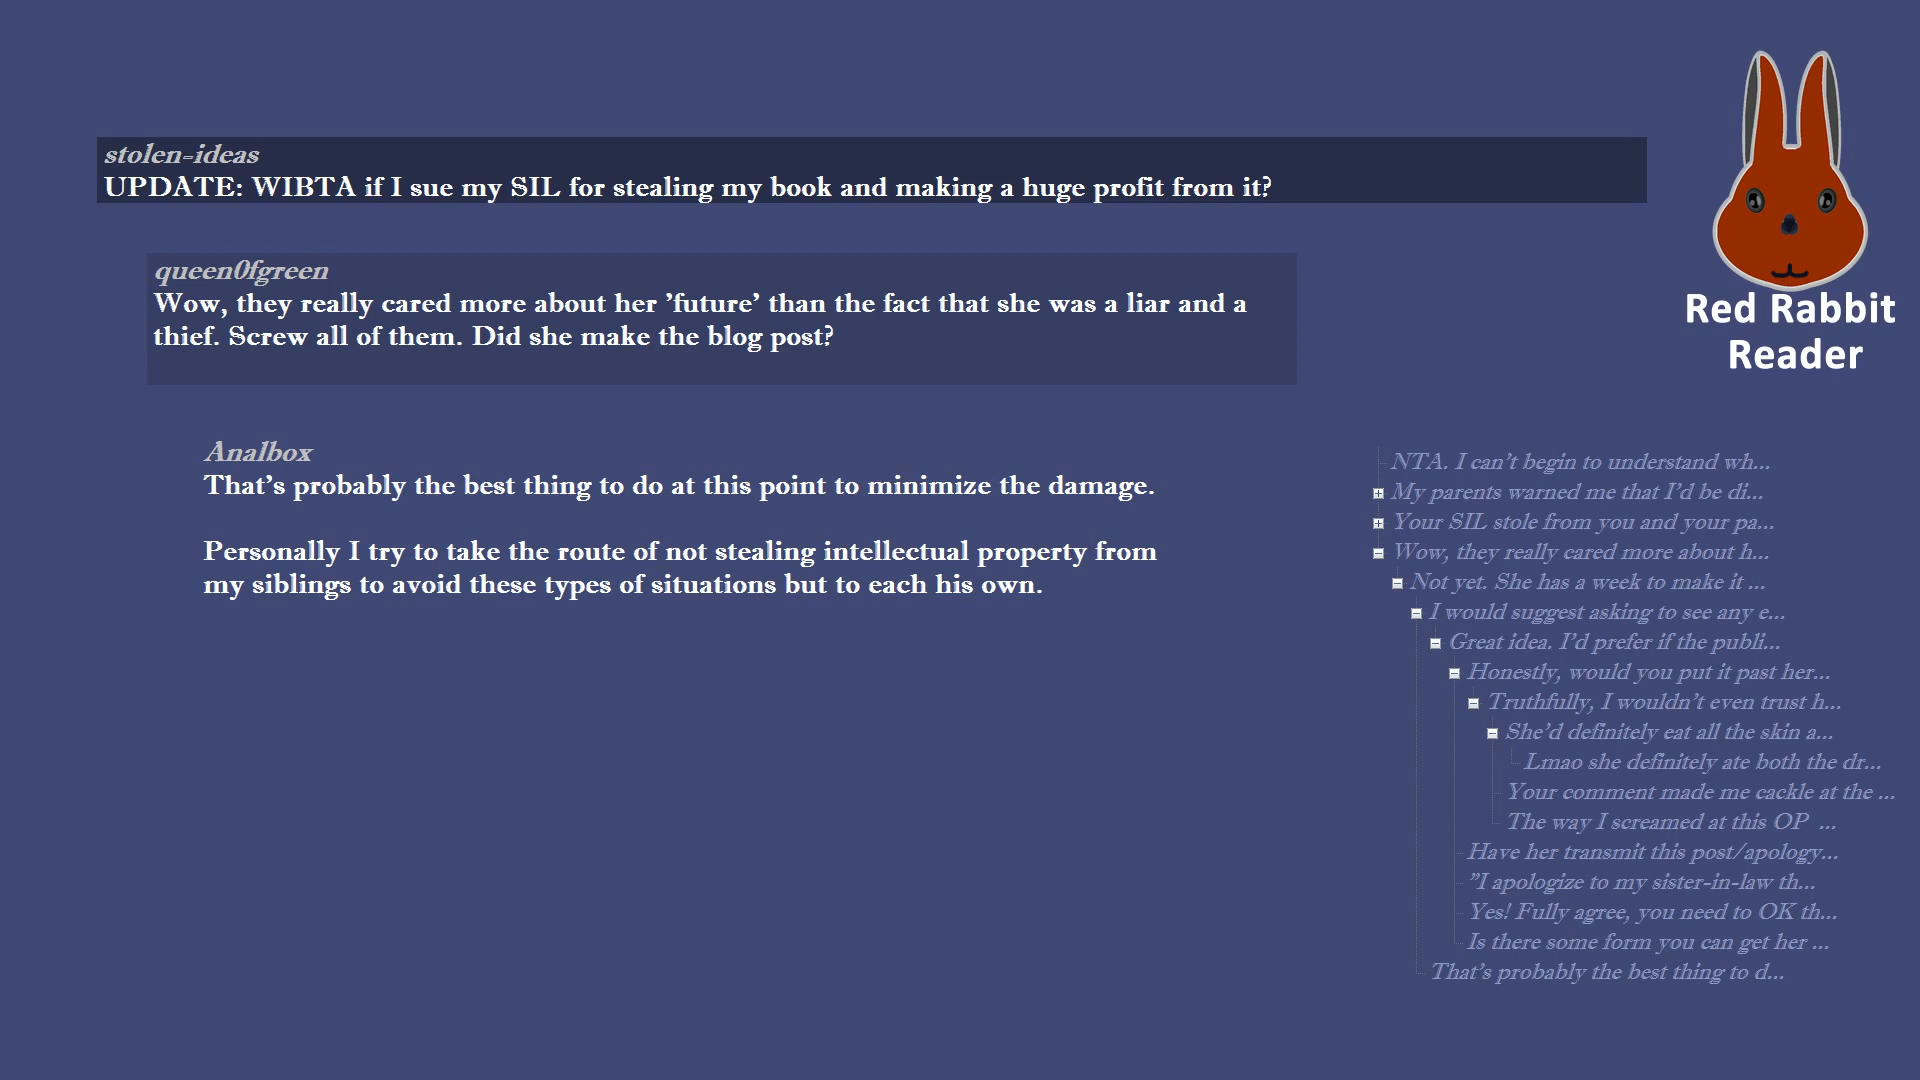 stolen-ideas
UPDATE: WIBTA if I sue my SIL for stealing my book and making a huge profit from it?
queen0fgreen
Wow, they really cared more about her 'future' than the fact that she was a liar and a
thief. Screw all of them. Did she make the blog post?
Analbox
That's probably the best thing to do at this point to minimize the damage.
Personally I try to take the route of not stealing intellectual property from
my siblings to avoid these types of situations but to each his own.
Red Rabbit
Reader
NTA. I can't begin to understand wh...
My parents warned me that I'd be di...
Your SIL stole from you and your pa...
Wow, they really cared more about h...
Not yet. She has a week to make it ...
I would suggest asking to see any e...
Great idea. I'd prefer if the publi...
Honestly, would you put it past her...
Truthfully, I wouldn't even trust h...
She'd definitely eat all the skin a...
Lmao she definitely ate both the dr...
Your comment made me cackle at the ...
The way I screamed at this OP ...
Have her transmit this post/apology...
"I apologize to my sister-in-law th...
Yes! Fully agree, you need to OK th...
Is there some form you can get her ...
That's probably the best thing to d...